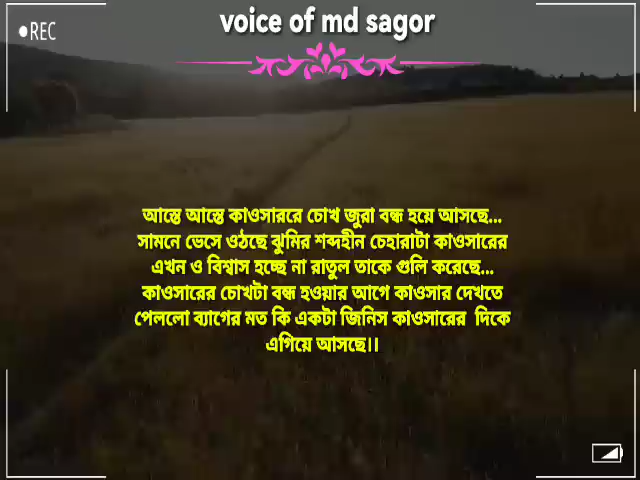 voice of md sagor
REC
আস্তে আস্তে কাওসাররে চোখ জুরা বন্ধ হয়ে আসছে...
সামনে ভেসে ওঠছে ঝুমির শব্দহীন চেহারাটা কাওসারের
এখন ও বিশ্বাস হচ্ছে না রাতুল তাকে গুলি করেছে...
কাওসারের চোখটা বন্ধ হওয়ার আগে কাওসার দেখতে
পেললো ব্যাগের মত কি একটা জিনিস কাওসারের দিকে
এগিয়ে আসছে।।